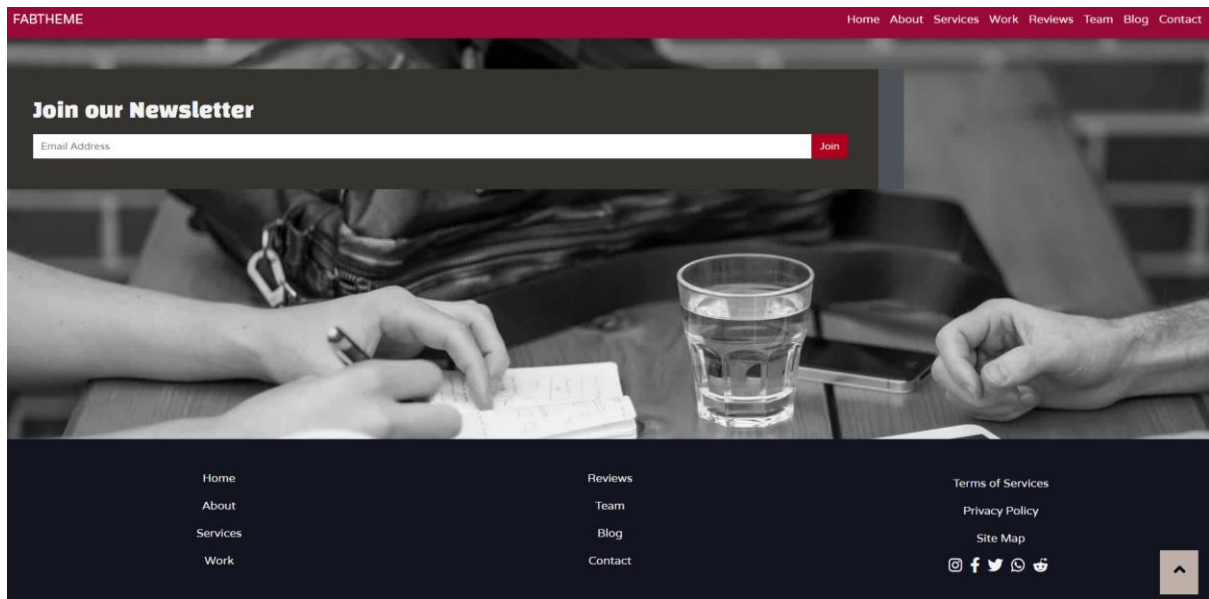 FABTHEME
Home About Services Work Reviews Team Blog Contact
Join our Newsletter
Email Address
Join
Home
About
Services
Work
Reviews
Team
Blog
Contact
Terms of Services
Privacy Policy
Site Map